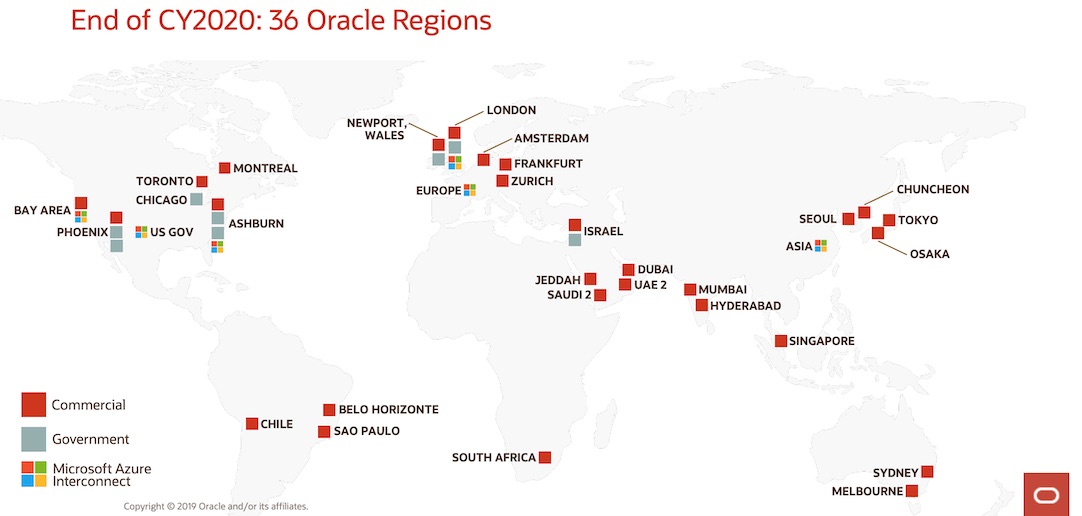 End of CY2020: 36 Oracle Regions
LONDON
NEWPORT,
WALES
AMSTERDAM
FRANKFURT
ZURICH
EUROPE
MONTREAL
TORONTO
CHICAGO
BAY AREA
ASHBURN
PHOENIX
US GOV
CHUNCHEON
SEOUL
TOKYO
ASIA
OSAKA
ISRAEL
JEDDAH
DUBAI
SAUDI 2
UAE 2
MUMBAI
HYDERABAD
SINGAPORE
BELO HORIZONTE
CHILE
SAO PAULO
SOUTH AFRICA
SYDNEY
MELBOURNE
Commercial
Government
Microsoft Azure
Interconnect
Copyright © 2019 Oracle and/or its affiliates.